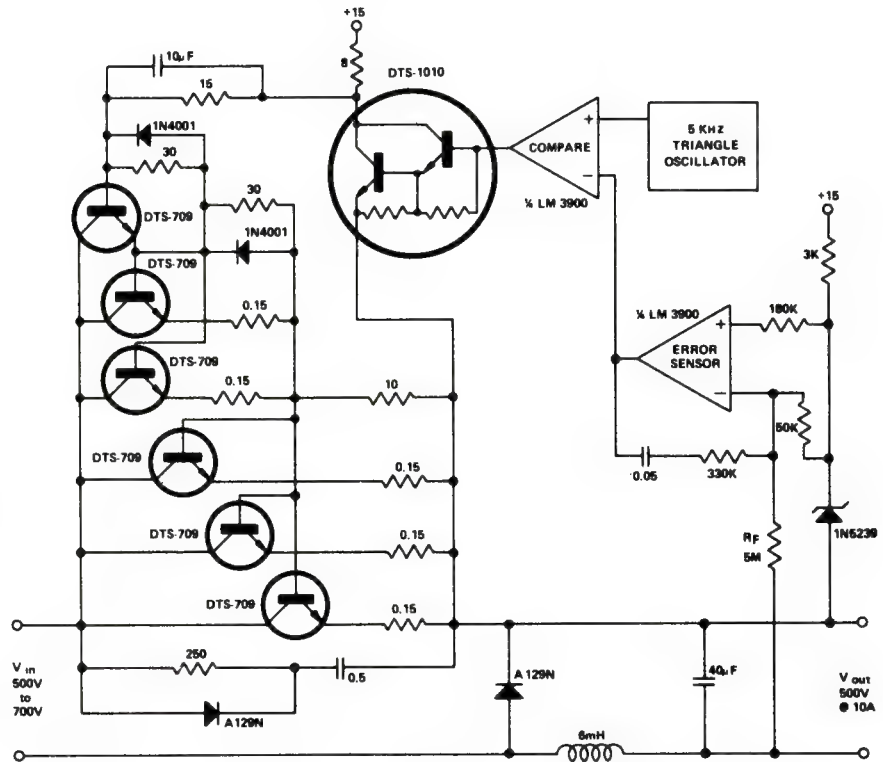 +15
10μF
8
DTS-1010
15
1N4001
30
COMPARE
+
−
5 KHz
TRIANGLE
OSCILLATOR
¼ LM 3900
30
DTS-709
1N4001
+15
DTS-709
3K
0.15
¼ LM 3900
180K
DTS-709
+
ERROR
SENSOR
−
0.15
10
50K
DTS-709
0.15
0.05
330K
DTS-709
RF
5M
1N5239
0.15
DTS-709
0.15
Vin
500V
to
700V
250
0.5
A129N
A129N
40μF
Vout
500V
@ 10A
6mH